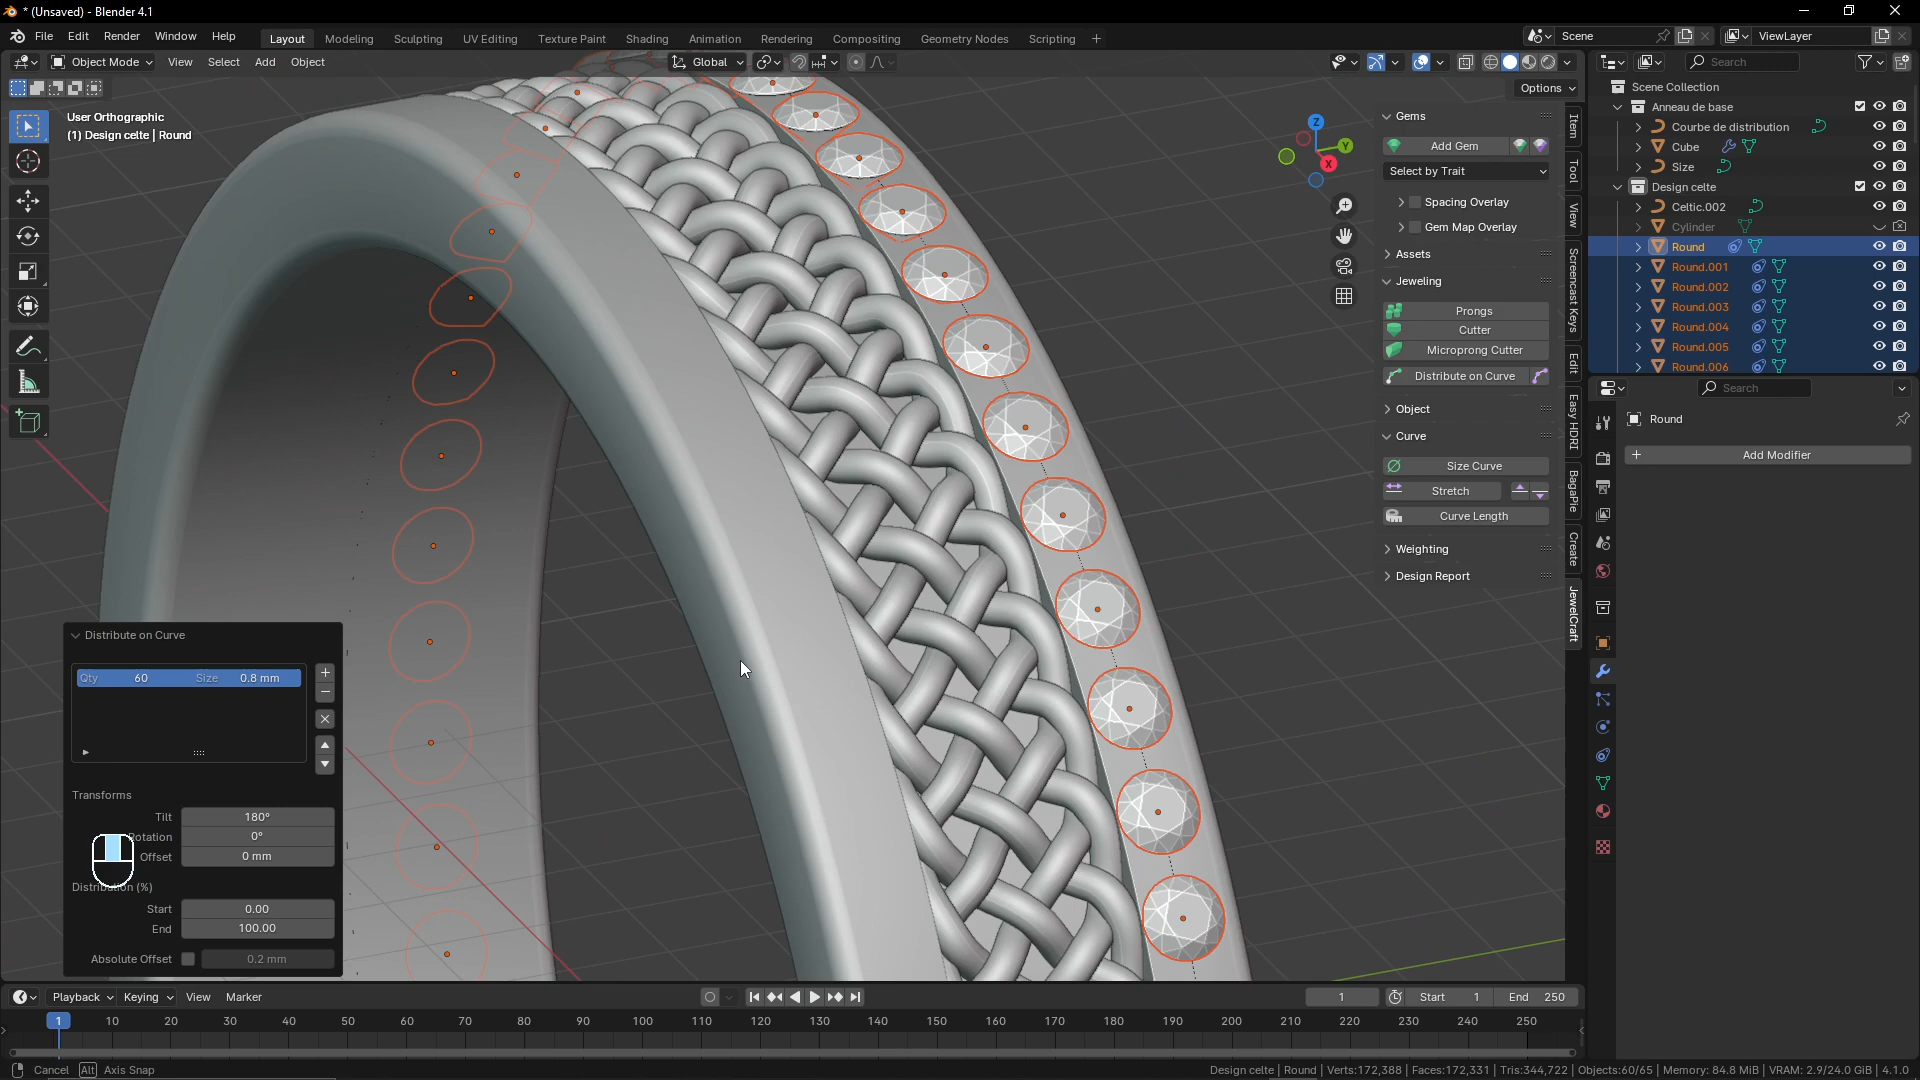 * (Unsaved) - Blender 4.1
File Edit Render Window Help
Layout Modeling Sculpting UV Editing Texture Paint Shading Animation Rendering Compositing Geometry Nodes Scripting +
Scene
ViewLayer
Object Mode View Select Add Object
Global
Search
Options
User Orthographic
(1) Design celte | Round
Z
Y
X
Gems
Add Gem
Select by Trait
Spacing Overlay
Gem Map Overlay
Assets
Jeweling
Prongs
Cutter
Microprong Cutter
Distribute on Curve
Object
Curve
Size Curve
Stretch
Curve Length
Weighting
Design Report
Item
Tool
View
Screencast Keys
Edit
Easy HDRI
BagaPie
Create
JewelCraft
Scene Collection
Anneau de base
Courbe de distribution
Cube
Size
Design celte
Celtic.002
Cylinder
Round
Round.001
Round.002
Round.003
Round.004
Round.005
Round.006
Search
Round
+ Add Modifier
Distribute on Curve
Qty 60 Size 0.8 mm
Transforms
Tilt 180°
Rotation 0°
Offset 0 mm
Distribution (%)
Start 0.00
End 100.00
Absolute Offset 0.2 mm
Playback Keying View Marker
1 Start 1 End 250
1 10 20 30 40 50 60 70 80 90 100 110 120 130 140 150 160 170 180 190 200 210 220 230 240 250
Cancel Alt Axis Snap
Design celte | Round | Verts:172,388 | Faces:172,331 | Tris:344,722 | Objects:60/65 | Memory: 84.8 MiB | VRAM: 2.9/24.0 GiB | 4.1.0